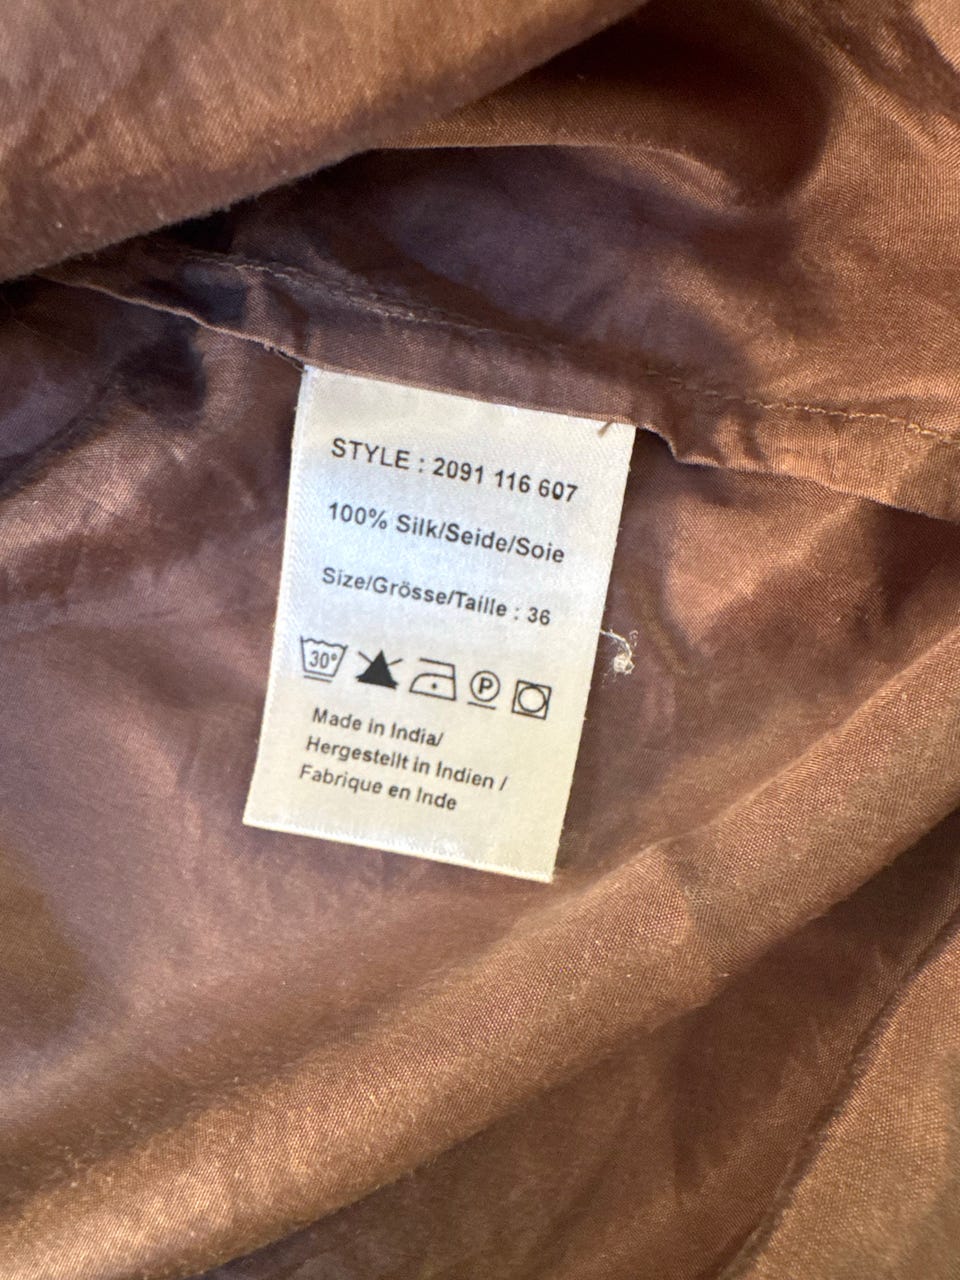 STYLE : 2091 116 607
100% Silk/Seide/Soie
Size/Grösse/Taille : 36
30° P
Made in India/
Hergestellt in Indien /
Fabrique en Inde